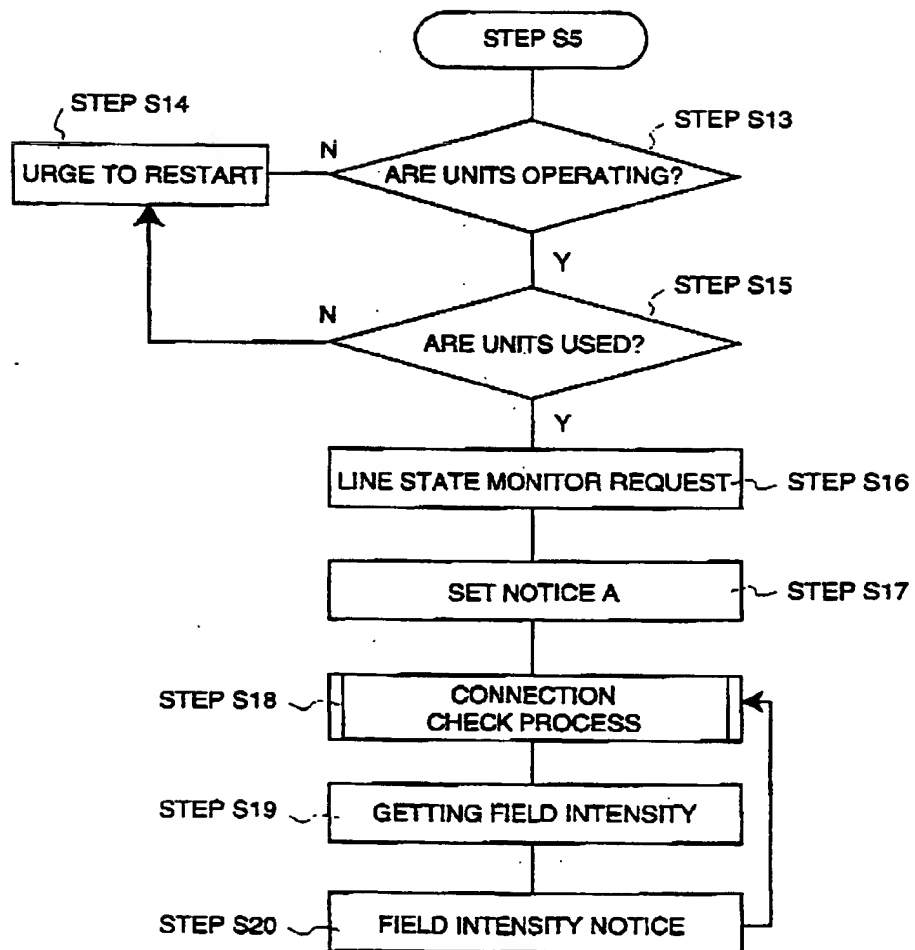 STEP S5
STEP S14
STEP S13
N
URGE TO RESTART
ARE UNITS OPERATING?
Y
STEP S15
N
ARE UNITS USED?
Y
LINE STATE MONITOR REQUEST
STEP S16
SET NOTICE A
STEP S17
STEP S18
CONNECTION
CHECK PROCESS
STEP S19
GETTING FIELD INTENSITY
STEP S20
FIELD INTENSITY NOTICE